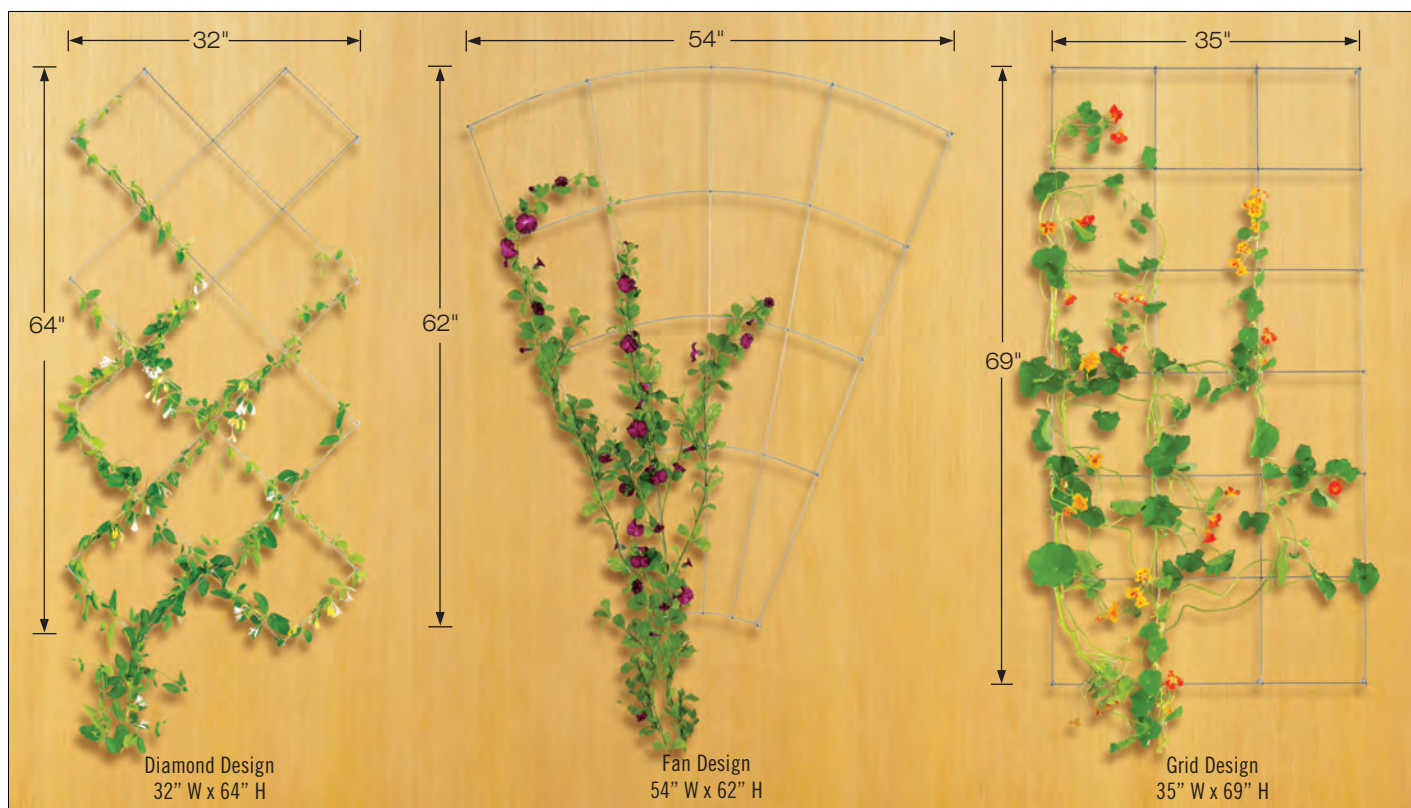 32"
54"
35"
64"
62"
69"
Diamond Design
32” W x 64” H
Fan Design
54” W x 62” H
Grid Design
35” W x 69” H